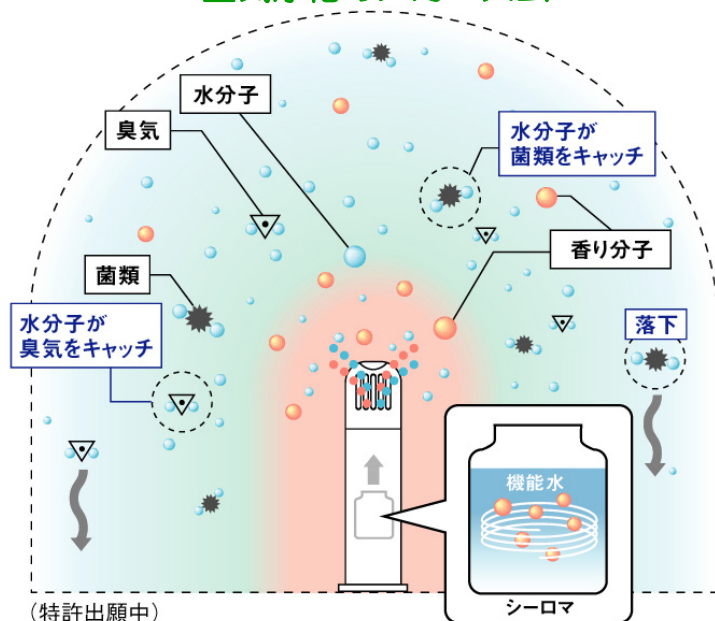 水分子
臭気
水分子が
菌類をキャッチ
香り分子
菌類
水分子が
臭気をキャッチ
落下
機能水
シーロマ
(特許出願中)